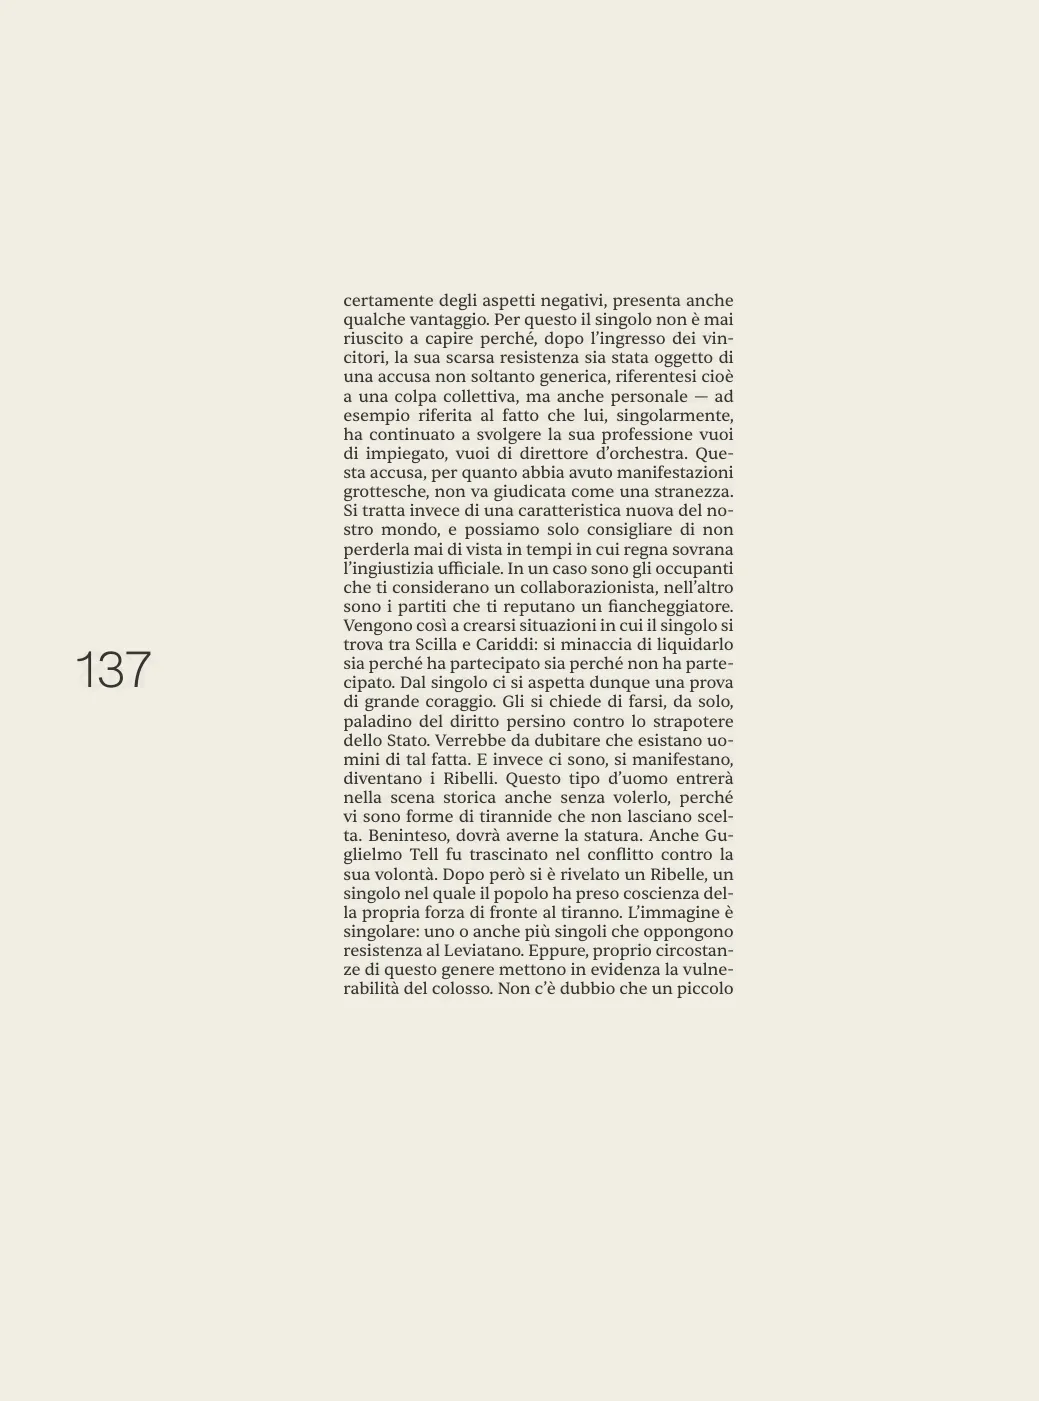 certamente degli aspetti negativi, presenta anche
qualche vantaggio. Per questo il singolo non è mai
riuscito a capire perché, dopo l’ingresso dei vin-
citori, la sua scarsa resistenza sia stata oggetto di
una accusa non soltanto generica, riferentesi cioè
a una colpa collettiva, ma anche personale — ad
esempio riferita al fatto che lui, singolarmente,
ha continuato a svolgere la sua professione vuoi
di impiegato, vuoi di direttore d’orchestra. Que-
sta accusa, per quanto abbia avuto manifestazioni
grottesche, non va giudicata come una stranezza.
Si tratta invece di una caratteristica nuova del no-
stro mondo, e possiamo solo consigliare di non
perderla mai di vista in tempi in cui regna sovrana
l’ingiustizia ufficiale. In un caso sono gli occupanti
che ti considerano un collaborazionista, nell’altro
sono i partiti che ti reputano un fiancheggiatore.
Vengono così a crearsi situazioni in cui il singolo si
trova tra Scilla e Cariddi: si minaccia di liquidarlo
sia perché ha partecipato sia perché non ha parte-
cipato. Dal singolo ci si aspetta dunque una prova
di grande coraggio. Gli si chiede di farsi, da solo,
paladino del diritto persino contro lo strapotere
dello Stato. Verrebbe da dubitare che esistano uo-
mini di tal fatta. E invece ci sono, si manifestano,
diventano i Ribelli. Questo tipo d’uomo entrerà
nella scena storica anche senza volerlo, perché
vi sono forme di tirannide che non lasciano scel-
ta. Beninteso, dovrà averne la statura. Anche Gu-
glielmo Tell fu trascinato nel conflitto contro la
sua volontà. Dopo però si è rivelato un Ribelle, un
singolo nel quale il popolo ha preso coscienza del-
la propria forza di fronte al tiranno. L’immagine è
singolare: uno o anche più singoli che oppongono
resistenza al Leviatano. Eppure, proprio circostan-
ze di questo genere mettono in evidenza la vulne-
rabilità del colosso. Non c’è dubbio che un piccolo
137